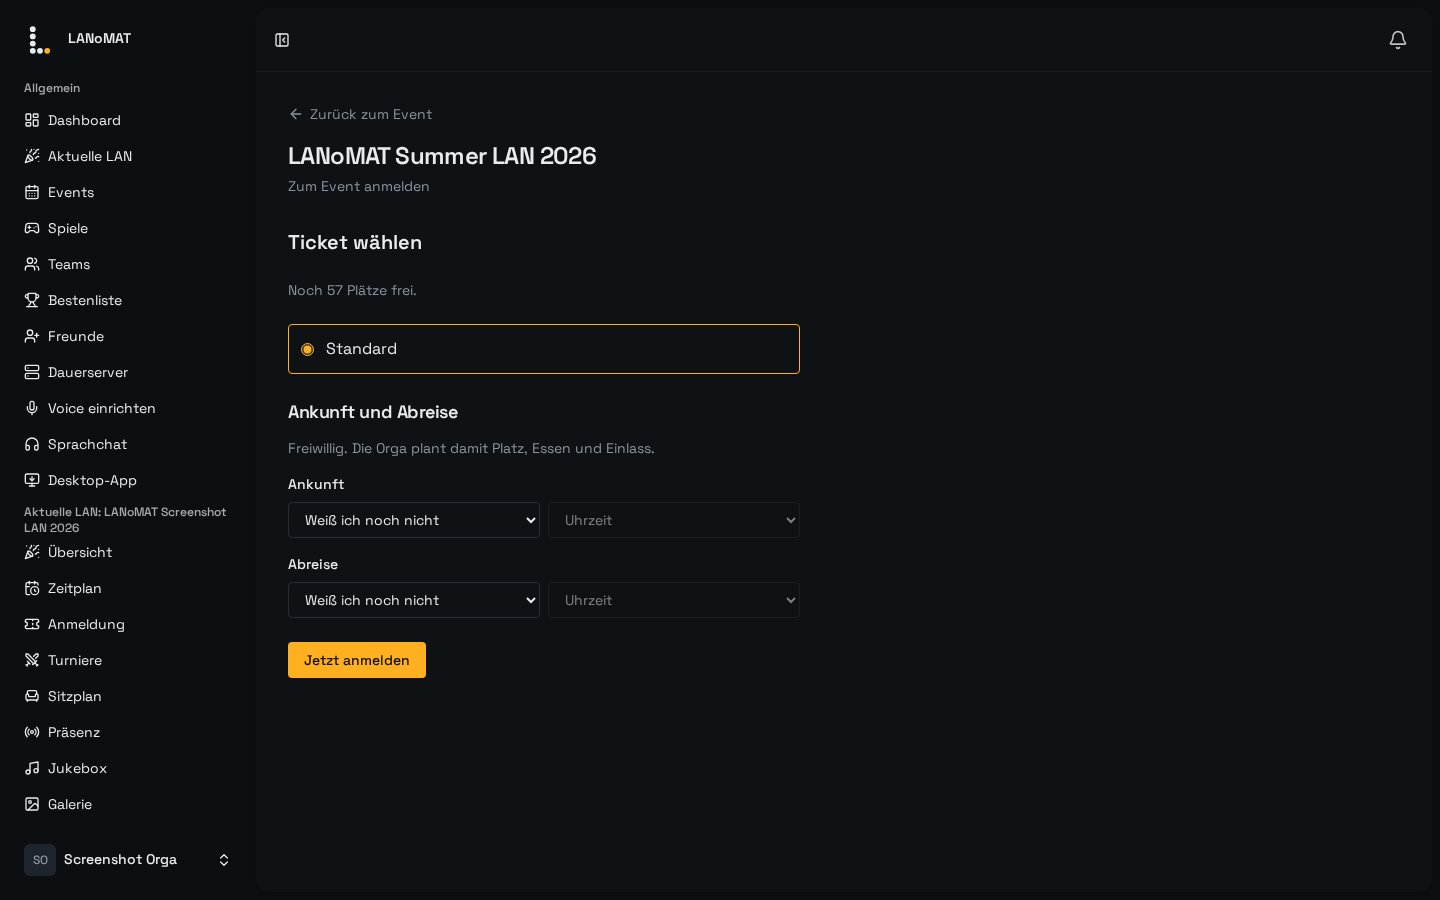 LANoMAT
Allgemein
Dashboard
Aktuelle LAN
Events
Spiele
Teams
Bestenliste
Freunde
Dauerserver
Voice einrichten
Sprachchat
Desktop-App
Aktuelle LAN: LANoMAT Screenshot
LAN 2026
Übersicht
Zeitplan
Anmeldung
Turniere
Sitzplan
Präsenz
Jukebox
Galerie
SO
Screenshot Orga
Zurück zum Event
LANoMAT Summer LAN 2026
Zum Event anmelden
Ticket wählen
Noch 57 Plätze frei.
Standard
Ankunft und Abreise
Freiwillig. Die Orga plant damit Platz, Essen und Einlass.
Ankunft
Weiß ich noch nicht Uhrzeit
Abreise
Weiß ich noch nicht Uhrzeit
Jetzt anmelden